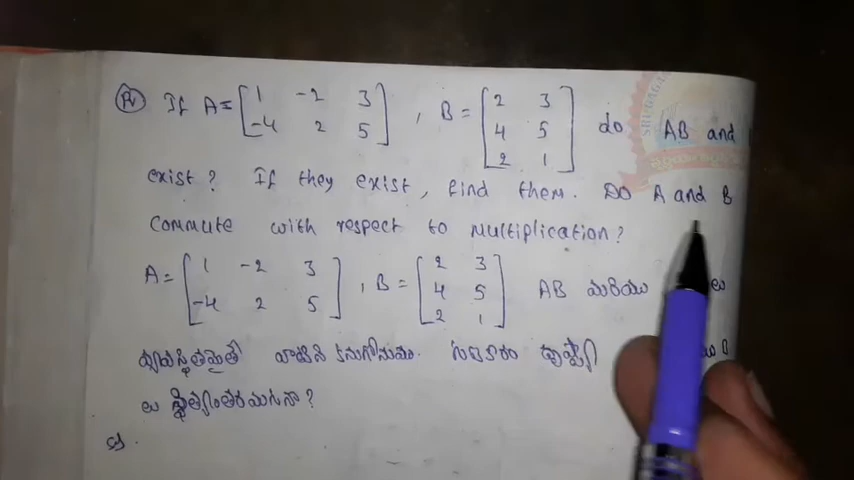 If A = [1 -2 3
-4 2 5] , B = [2 3
4 5
2 1] do AB and
exist? If they exist, find them. Do A and B
commute with respect to multiplication?
A = [1 -2 3
-4 2 5] , B = [2 3
4 5
2 1] AB మరియు లు
వ్యవస్థితమైతే వాటిని కనుగొనుము. గుణకారం దృష్ట్యా
లు స్థిత్యంతరమగునా?